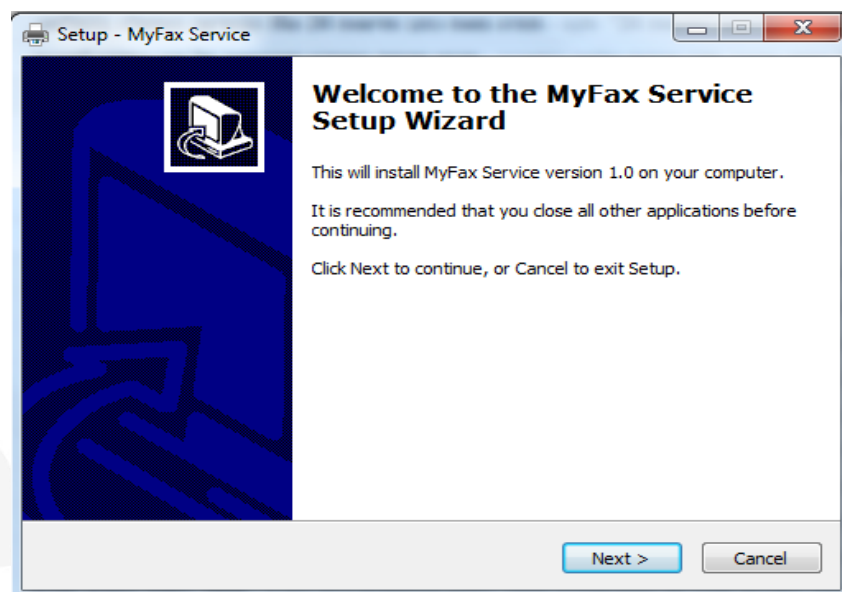 Setup - MyFax Service
Welcome to the MyFax Service
Setup Wizard
This will install MyFax Service version 1.0 on your computer.
It is recommended that you close all other applications before
continuing.
Click Next to continue, or Cancel to exit Setup.
Next >
Cancel